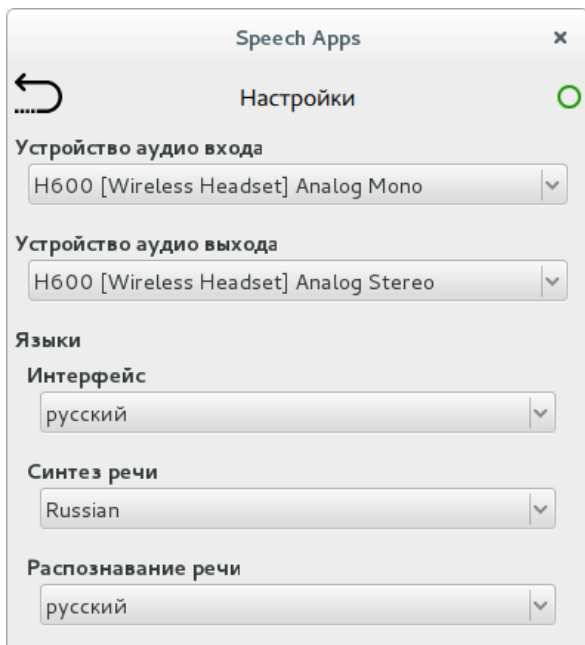 Speech Apps
Настройки
Устройство аудио входа
H600 [Wireless Headset] Analog Mono
Устройство аудио выхода
H600 [Wireless Headset] Analog Stereo
Языки
Интерфейс
русский
Синтез речи
Russian
Распознавание речи
русский